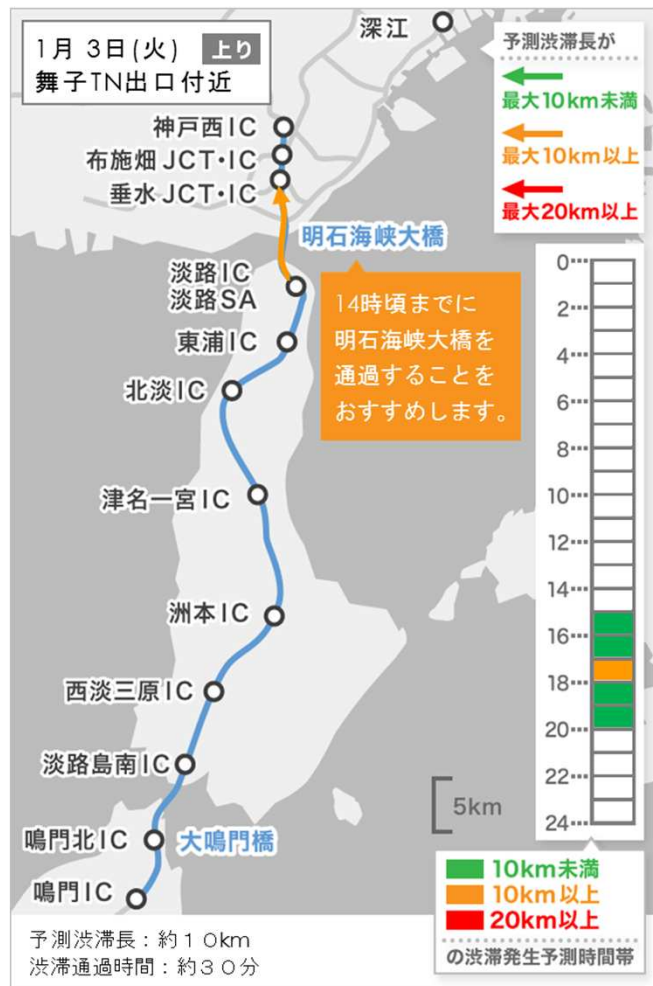 1月 3日(火) 上り
舞子TN出口付近
深江
予測渋滞長が
最大10km未満
最大10km以上
最大20km以上
神戸西IC
布施畑JCT・IC
垂水JCT・IC
明石海峡大橋
淡路IC
淡路SA
14時頃までに
明石海峡大橋を
通過することを
おすすめします。
東浦IC
北淡IC
津名一宮IC
洲本IC
西淡三原IC
淡路島南IC
鳴門北IC
大鳴門橋
鳴門IC
0
2
4
6
8
10
12
14
16
18
20
22
24
5km
10km未満
10km以上
20km以上
の渋滞発生予測時間帯
予測渋滞長：約１０km
渋滞通過時間：約３０分